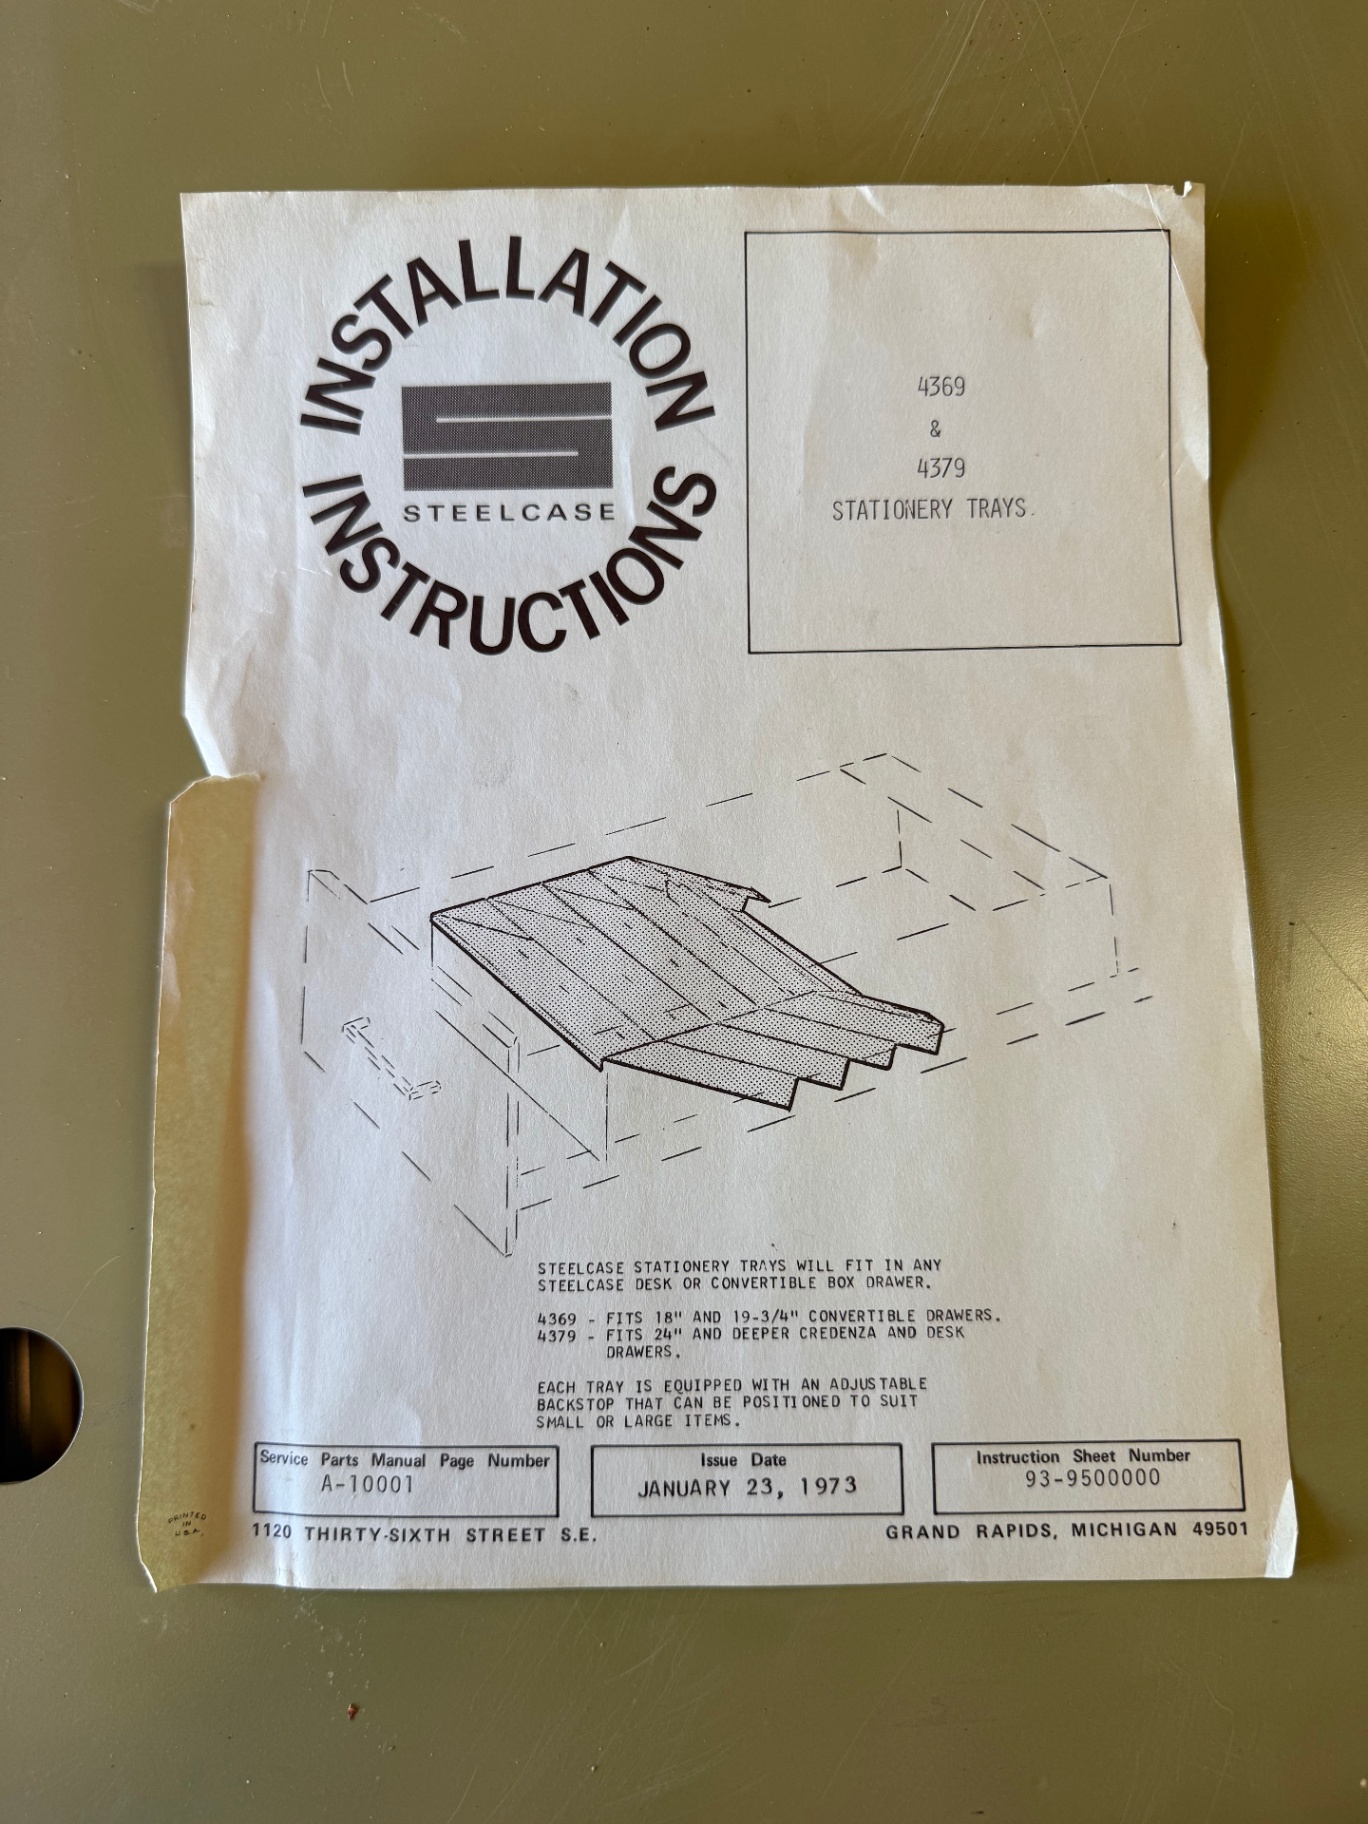 INSTALLATION
INSTRUCTIONS
STEELCASE
4369
&
4379
STATIONERY TRAYS.
STEELCASE STATIONERY TRAYS WILL FIT IN ANY
STEELCASE DESK OR CONVERTIBLE BOX DRAWER.
4369 - FITS 18" AND 19-3/4" CONVERTIBLE DRAWERS.
4379 - FITS 24" AND DEEPER CREDENZA AND DESK
DRAWERS.
EACH TRAY IS EQUIPPED WITH AN ADJUSTABLE
BACKSTOP THAT CAN BE POSITIONED TO SUIT
SMALL OR LARGE ITEMS.
Service Parts Manual Page Number
A-10001
Issue Date
JANUARY 23, 1973
Instruction Sheet Number
93-9500000
PRINTED
IN
U.S.A.
1120 THIRTY-SIXTH STREET S.E.
GRAND RAPIDS, MICHIGAN 49501